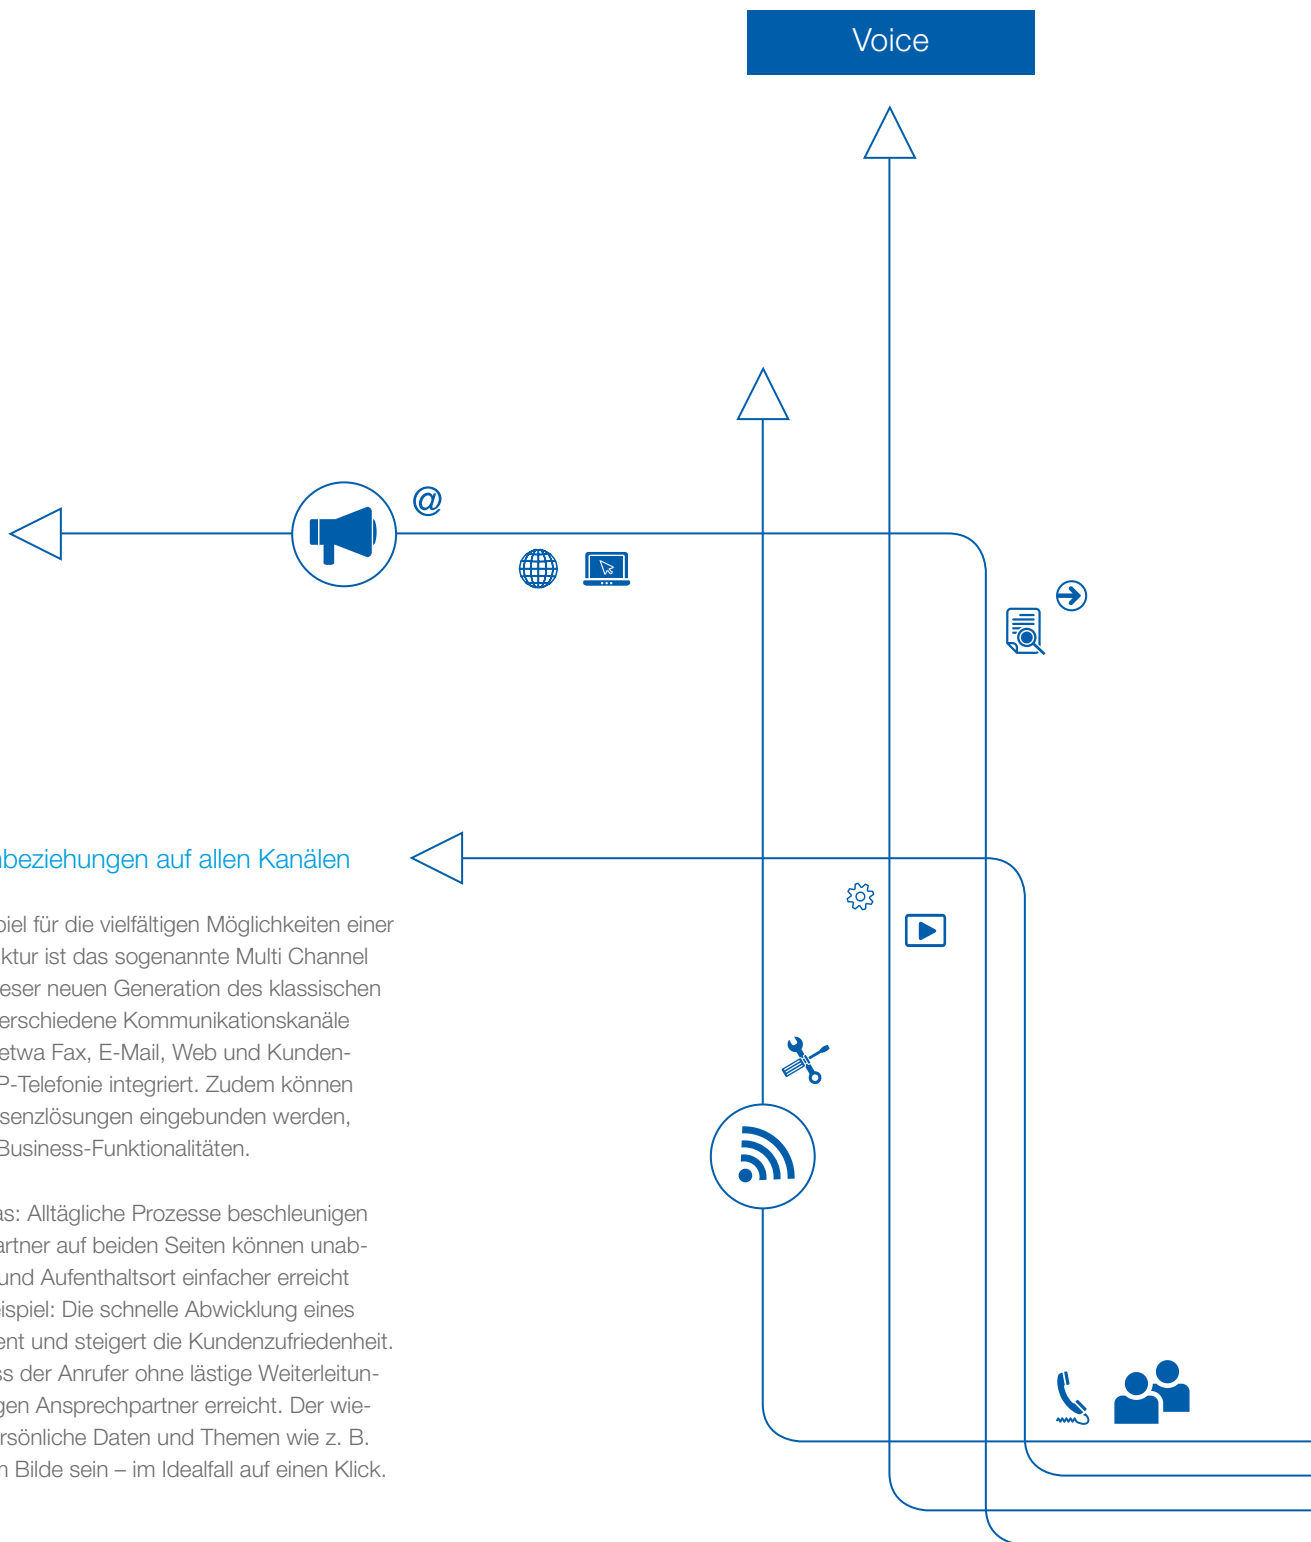 Voice
@
nbeziehungen auf allen Kanälen
piel für die vielfältigen Möglichkeiten einer
ktur ist das sogenannte Multi Channel
ieser neuen Generation des klassischen
erschiedene Kommunikationskanäle
etwa Fax, E-Mail, Web und Kunden-
P-Telefonie integriert. Zudem können
senzlösungen eingebunden werden,
Business-Funktionalitäten.
as: Alltägliche Prozesse beschleunigen
artner auf beiden Seiten können unab-
und Aufenthaltsort einfacher erreicht
eispiel: Die schnelle Abwicklung eines
ent und steigert die Kundenzufriedenheit.
ss der Anrufer ohne lästige Weiterleitun-
gen Ansprechpartner erreicht. Der wie-
rsönliche Daten und Themen wie z. B.
m Bilde sein – im Idealfall auf einen Klick.